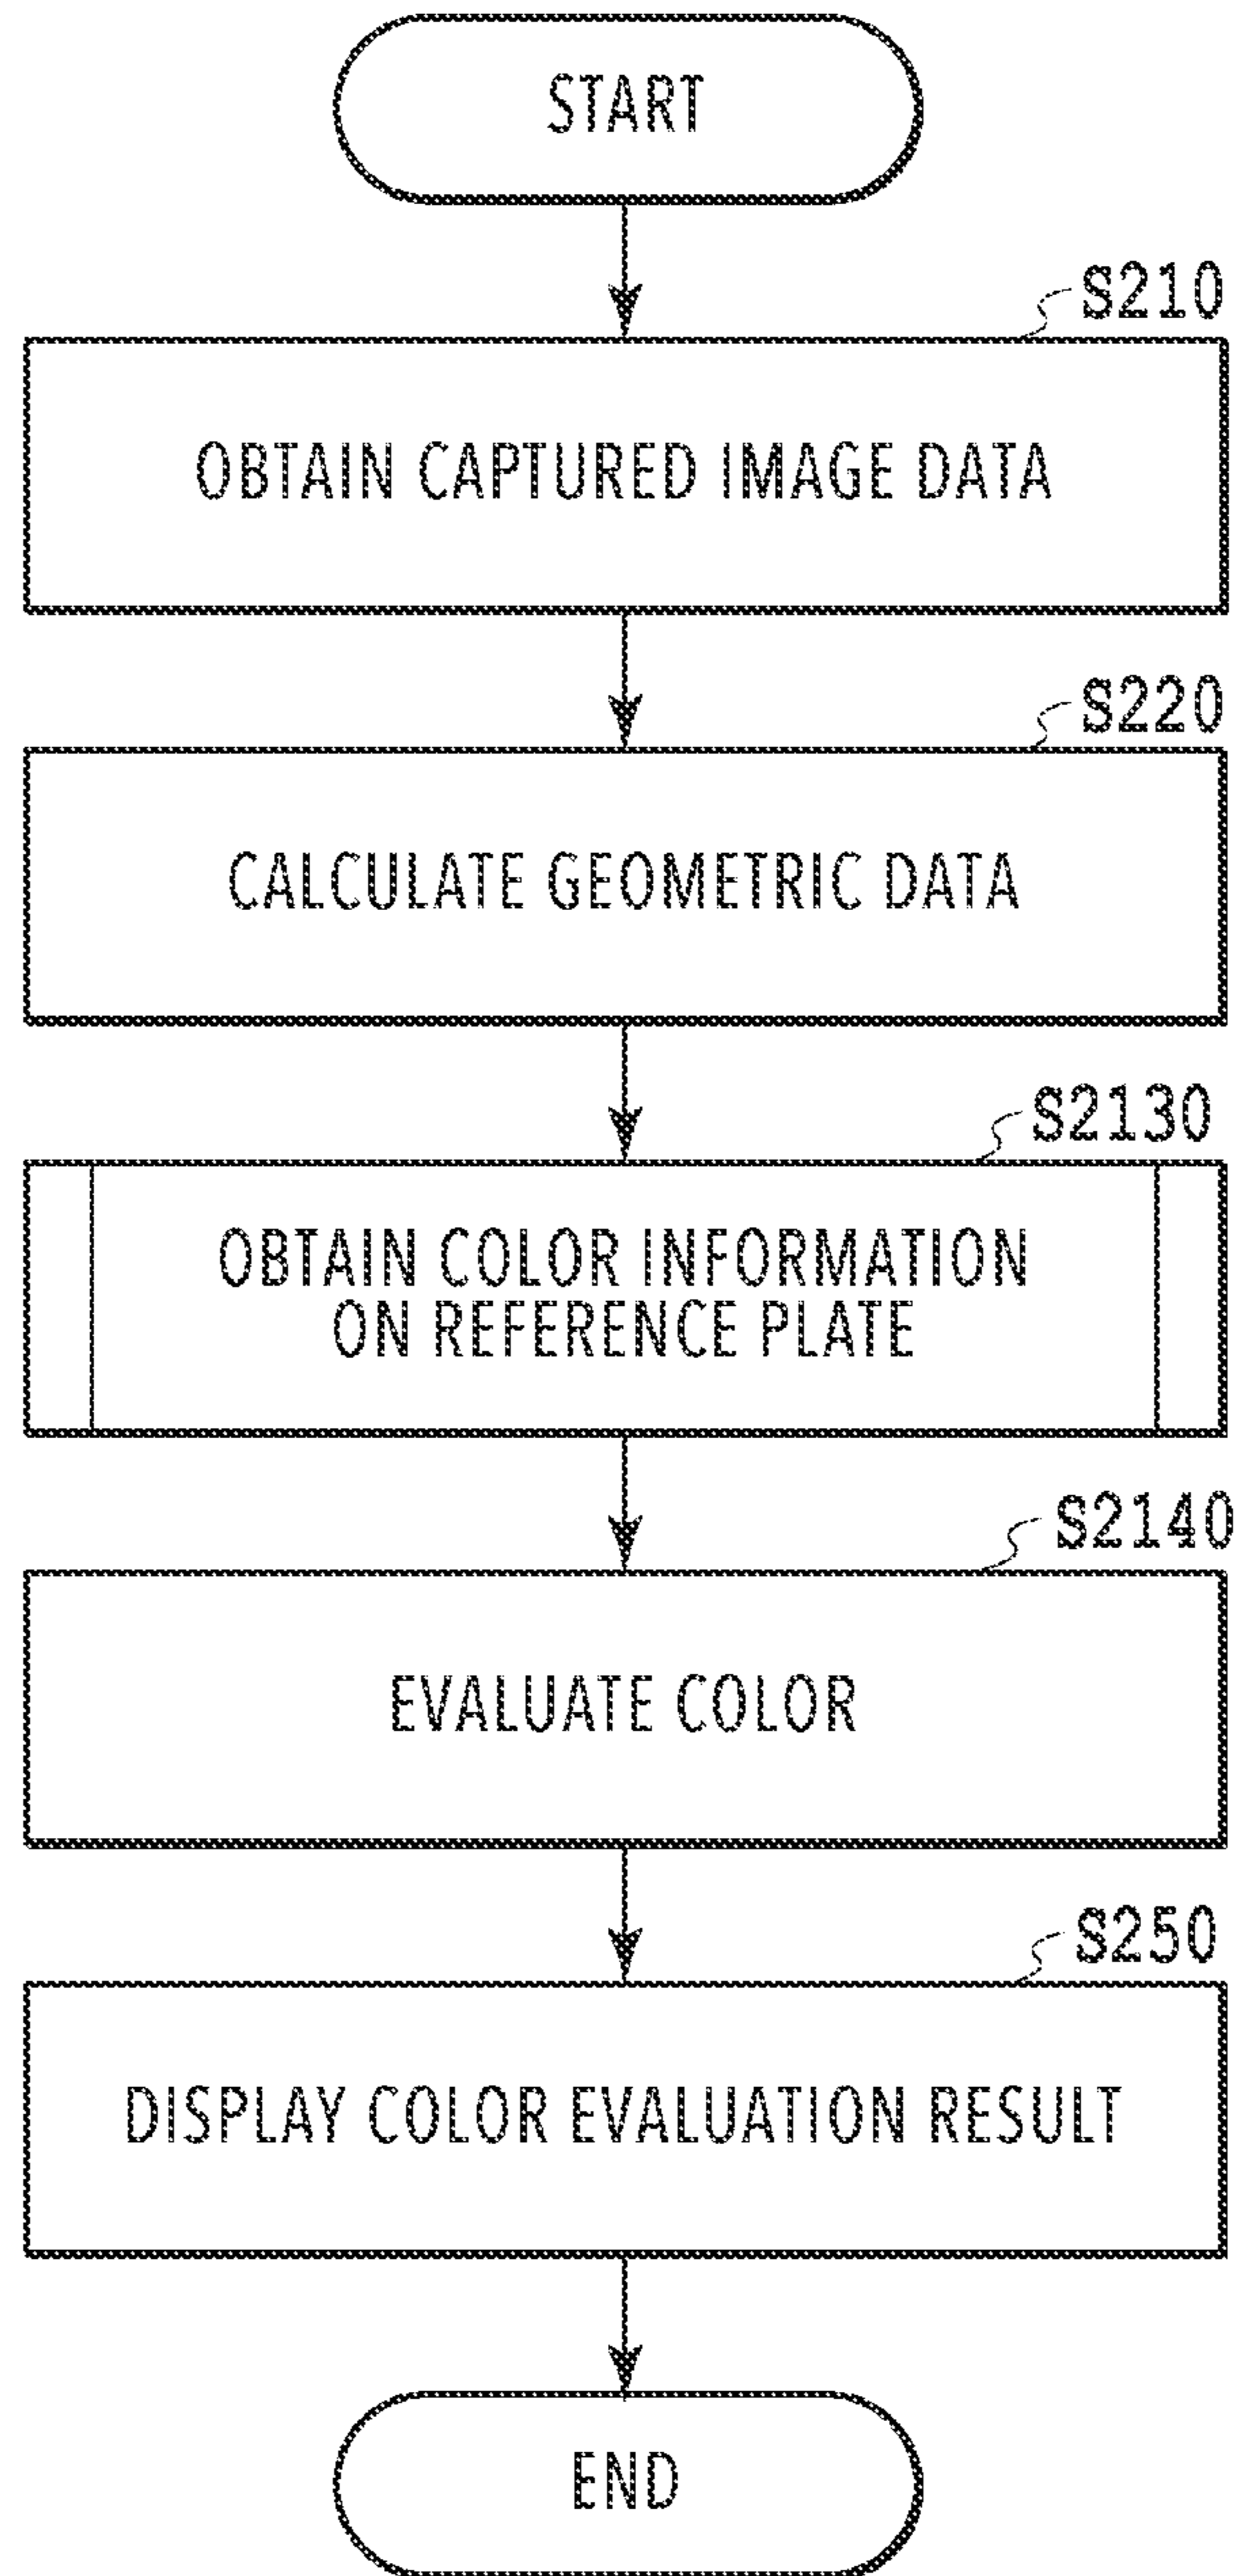 START
S210
OBTAIN CAPTURED IMAGE DATA
S220
CALCULATE GEOMETRIC DATA
S2130
OBTAIN COLOR INFORMATION
ON REFERENCE PLATE
S2140
EVALUATE COLOR
S250
DISPLAY COLOR EVALUATION RESULT
END